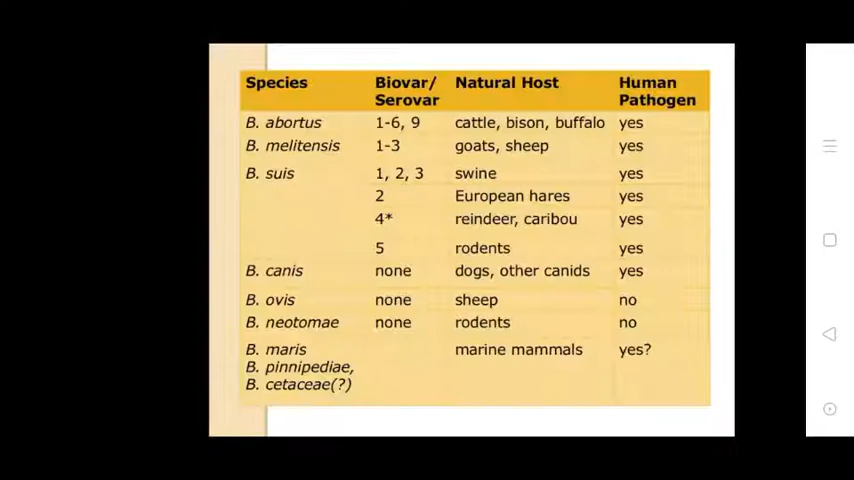 Species Biovar/ Natural Host Human
Serovar Pathogen
B. abortus 1-6, 9 cattle, bison, buffalo yes
B. melitensis 1-3 goats, sheep yes
B. suis 1, 2, 3 swine yes
2 European hares yes
4* reindeer, caribou yes
5 rodents yes
B. canis none dogs, other canids yes
B. ovis none sheep no
B. neotomae none rodents no
B. maris marine mammals yes?
B. pinnipediae,
B. cetaceae(?)